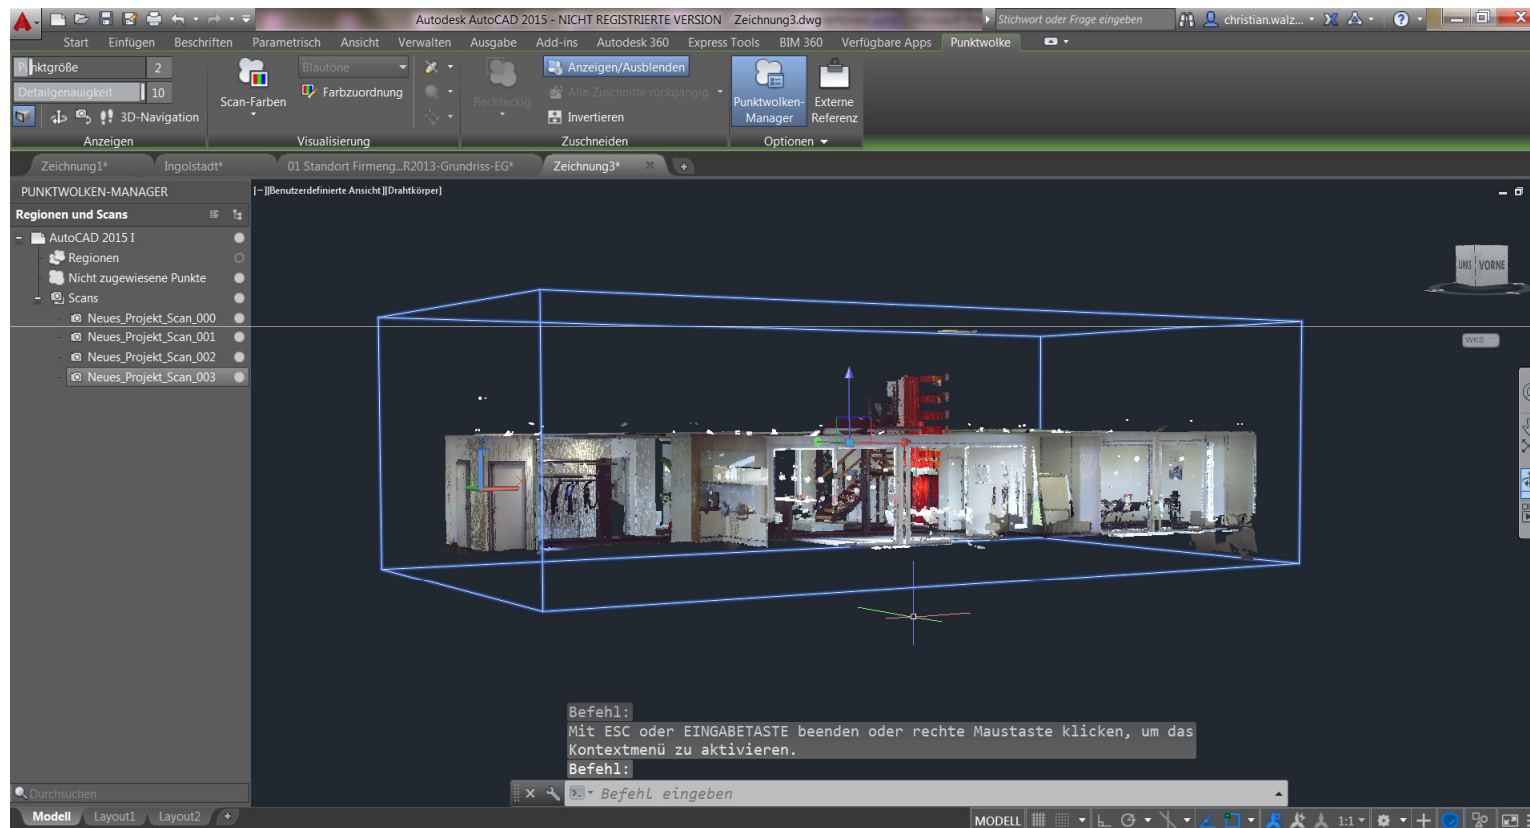 Autodesk AutoCAD 2015 - NICHT REGISTRIERTE VERSION Zeichnung3.dwg
Stichwort oder Frage eingeben
christian.walz...
Start Einfügen Beschriften Parametrisch Ansicht Verwalten Ausgabe Add-ins Autodesk 360 Express Tools BIM 360 Verfügbare Apps Punktwolke
Punktgröße 2
Detailgenauigkeit 10
3D-Navigation
Anzeigen
Scan-Farben
Blautöne
Farbzuordnung
Visualisierung
Rechteckig
Anzeigen/Ausblenden
Alle Zuschnitte rückgängig
Invertieren
Zuschneiden
Punktwolken-
Manager
Externe
Referenz
Optionen
Zeichnung1* Ingolstadt* 01 Standort Firmeng...R2013-Grundriss-EG* Zeichnung3*
PUNKTWOLKEN-MANAGER
Regionen und Scans
AutoCAD 2015 I
Regionen
Nicht zugewiesene Punkte
Scans
Neues_Projekt_Scan_000
Neues_Projekt_Scan_001
Neues_Projekt_Scan_002
Neues_Projekt_Scan_003
Durchsuchen
[−][Benutzerdefinierte Ansicht][Drahtkörper]
LINKS VORNE
WKS
Befehl:
Mit ESC oder EINGABETASTE beenden oder rechte Maustaste klicken, um das
Kontextmenü zu aktivieren.
Befehl:
Befehl eingeben
Modell Layout1 Layout2
MODELL 1:1